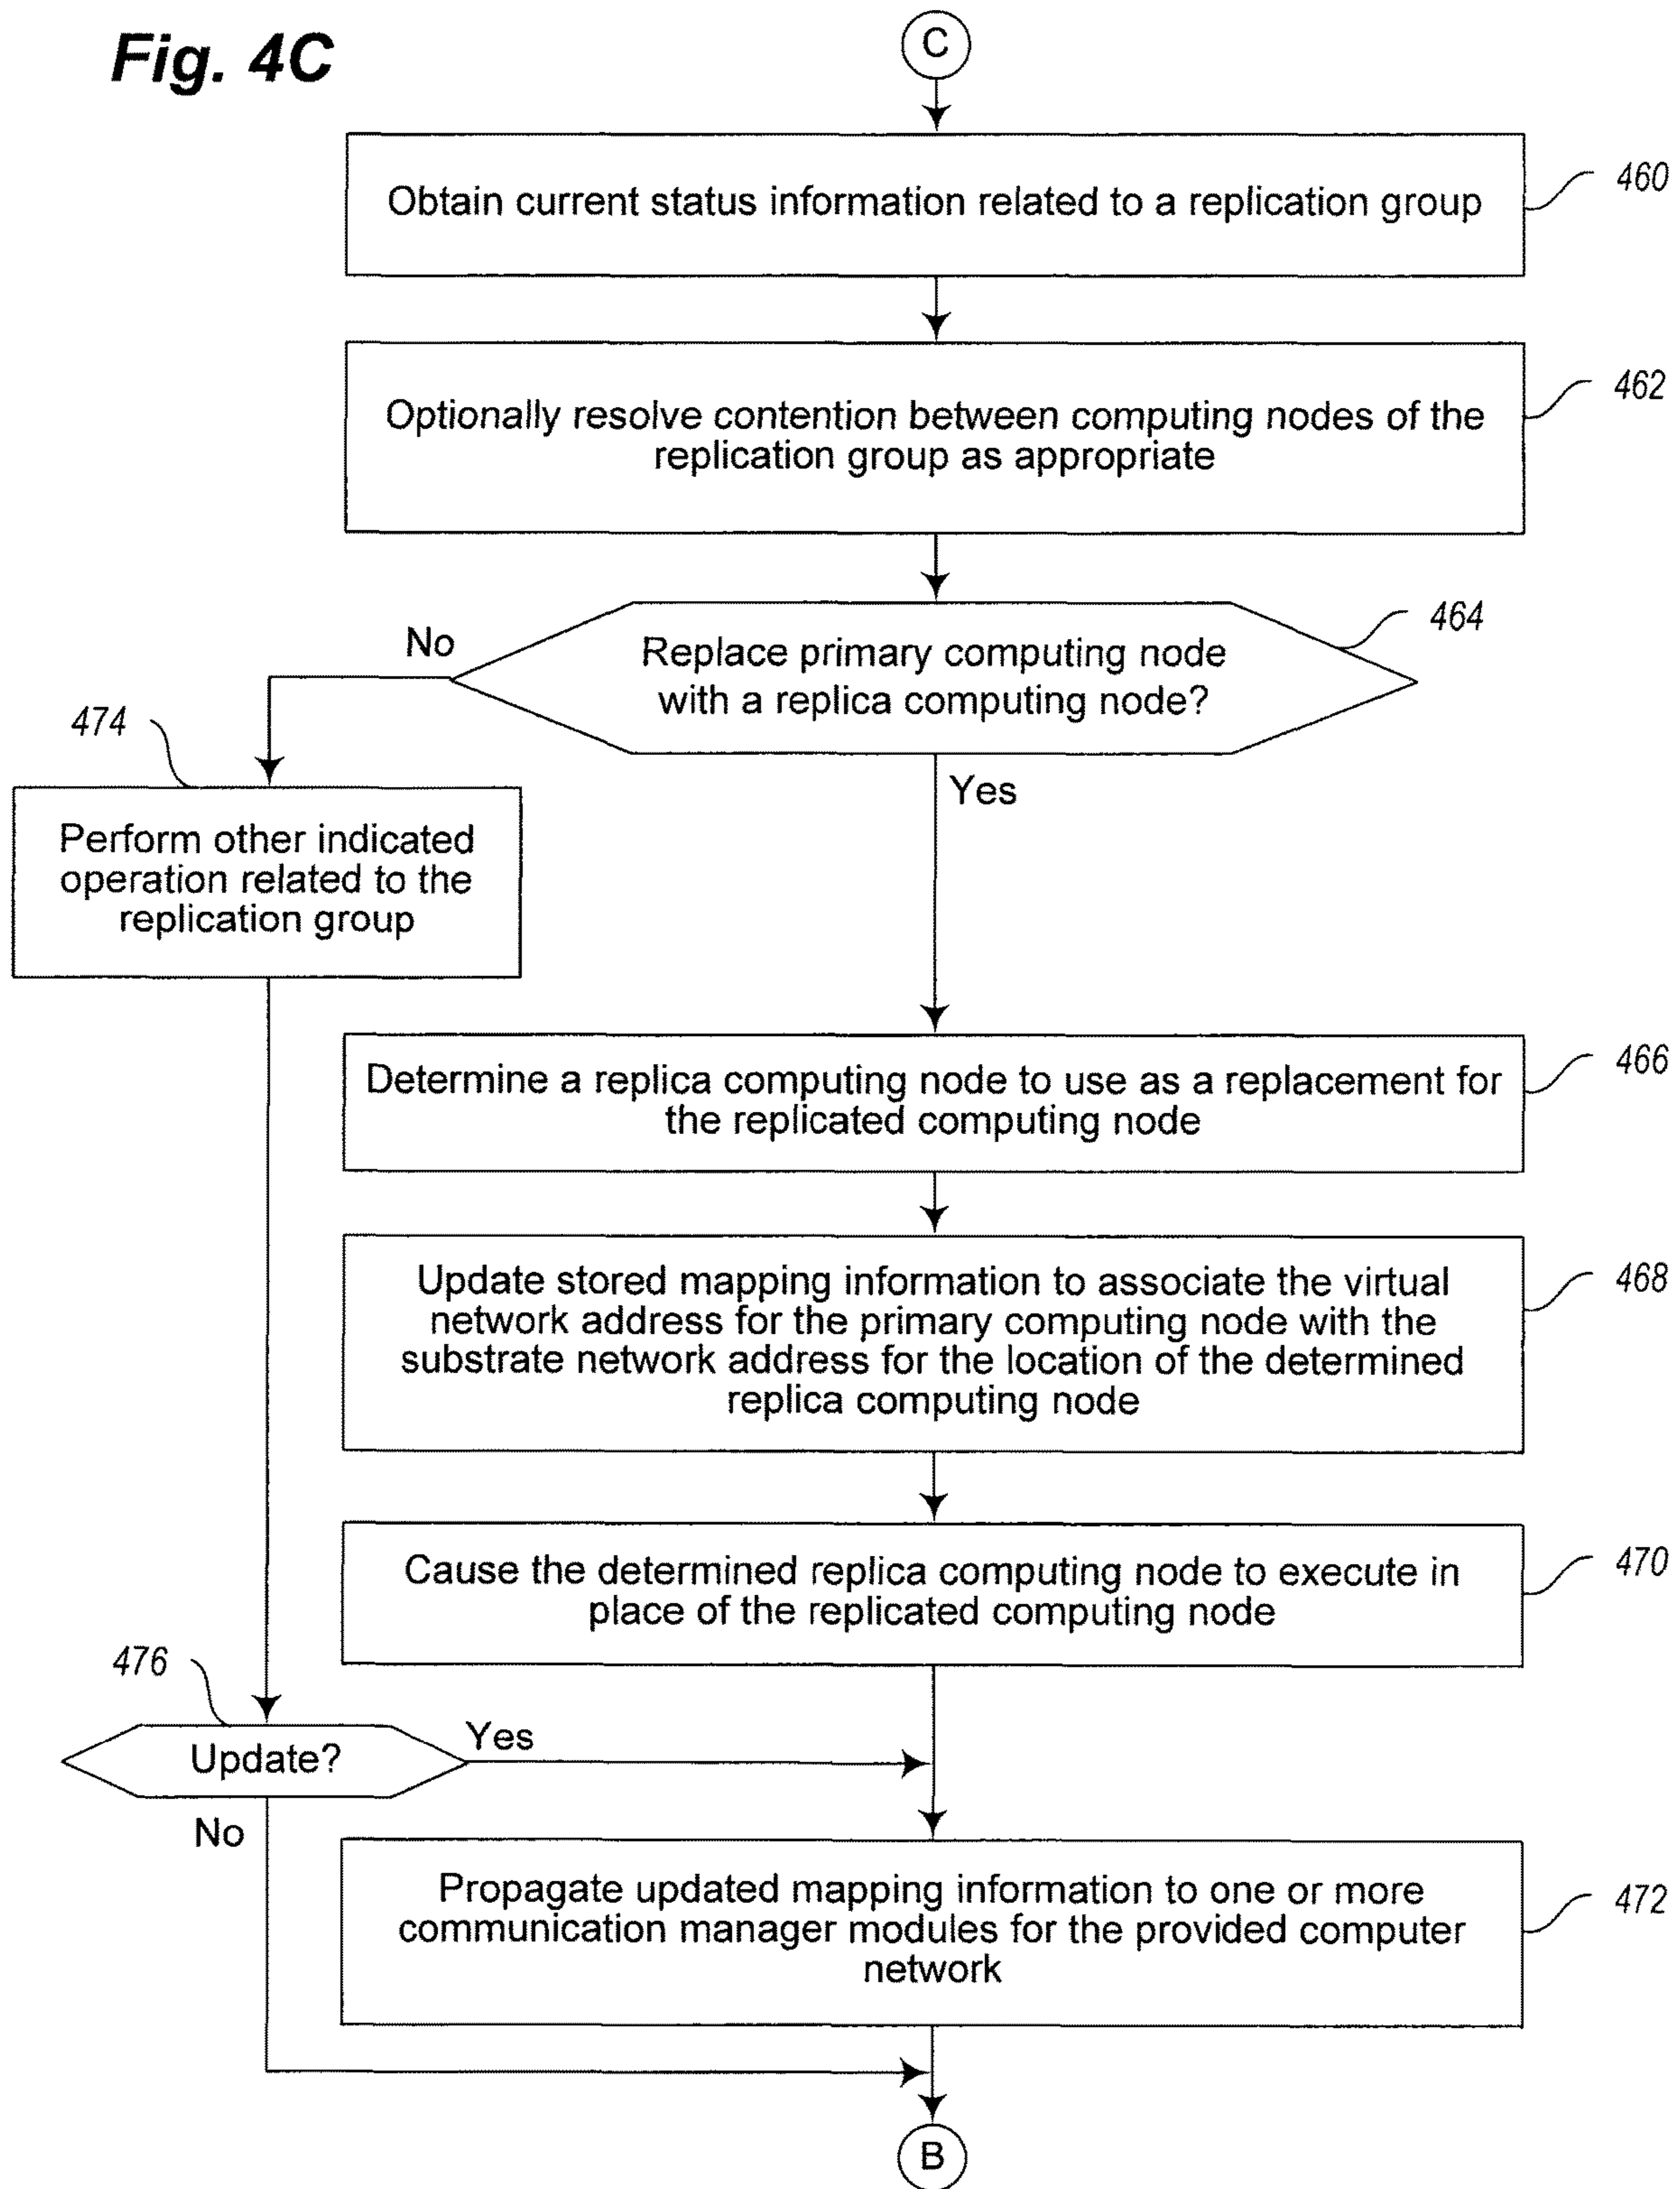 Fig. 4C
C
Obtain current status information related to a replication group
460
Optionally resolve contention between computing nodes of the
replication group as appropriate
462
Replace primary computing node
with a replica computing node?
464
No
Yes
474
Perform other indicated
operation related to the
replication group
Determine a replica computing node to use as a replacement for
the replicated computing node
466
Update stored mapping information to associate the virtual
network address for the primary computing node with the
substrate network address for the location of the determined
replica computing node
468
Cause the determined replica computing node to execute in
place of the replicated computing node
470
476
Update?
Yes
No
Propagate updated mapping information to one or more
communication manager modules for the provided computer
network
472
B